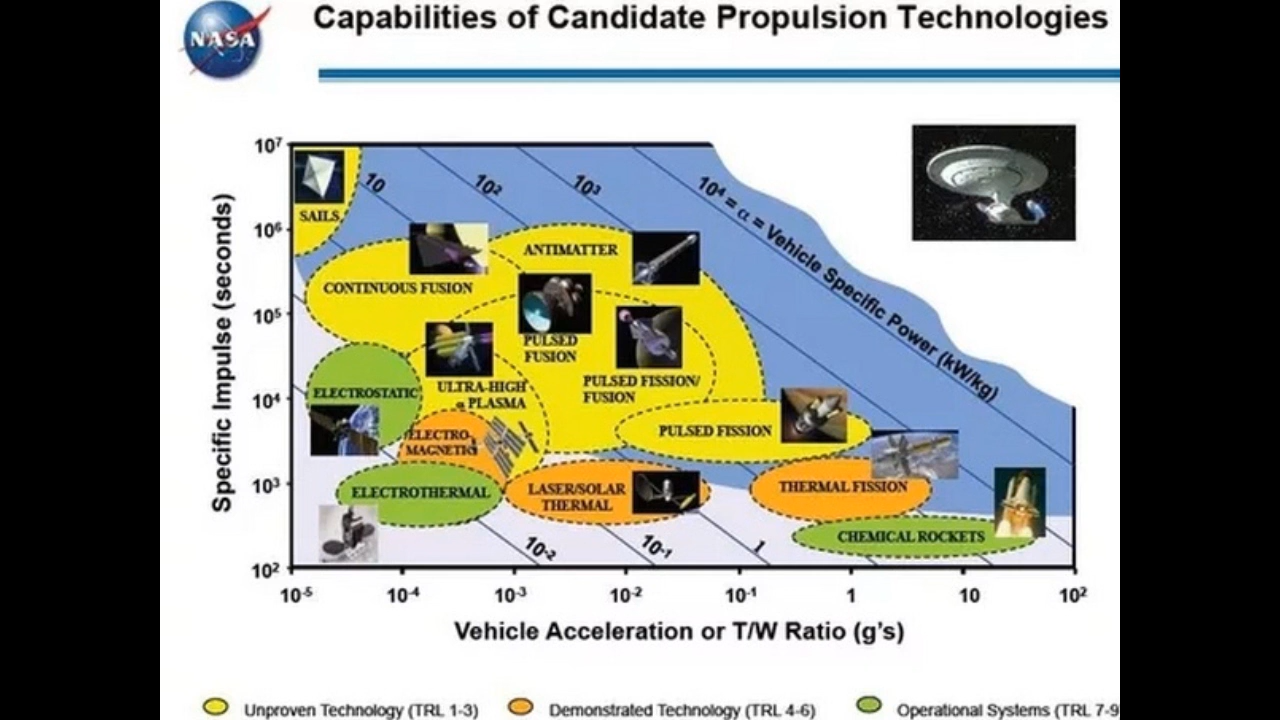 NASA
Capabilities of Candidate Propulsion Technologies
10⁷
10⁶
10⁵
10⁴
10³
10²
Specific Impulse (seconds)
10
10²
10³
10⁴ = α = Vehicle Specific Power (kW/kg)
SAILS
ANTIMATTER
CONTINUOUS FUSION
PULSED
FUSION
PULSED FISSION/
FUSION
ULTRA-HIGH
α PLASMA
ELECTROSTATIC
ELECTRO-
MAGNETIC
PULSED FISSION
ELECTROTHERMAL
LASER/SOLAR
THERMAL
THERMAL FISSION
CHEMICAL ROCKETS
10⁻²
10⁻¹
1
10⁻⁵
10⁻⁴
10⁻³
10⁻²
10⁻¹
1
10
10²
Vehicle Acceleration or T/W Ratio (g's)
Unproven Technology (TRL 1-3)
Demonstrated Technology (TRL 4-6)
Operational Systems (TRL 7-9